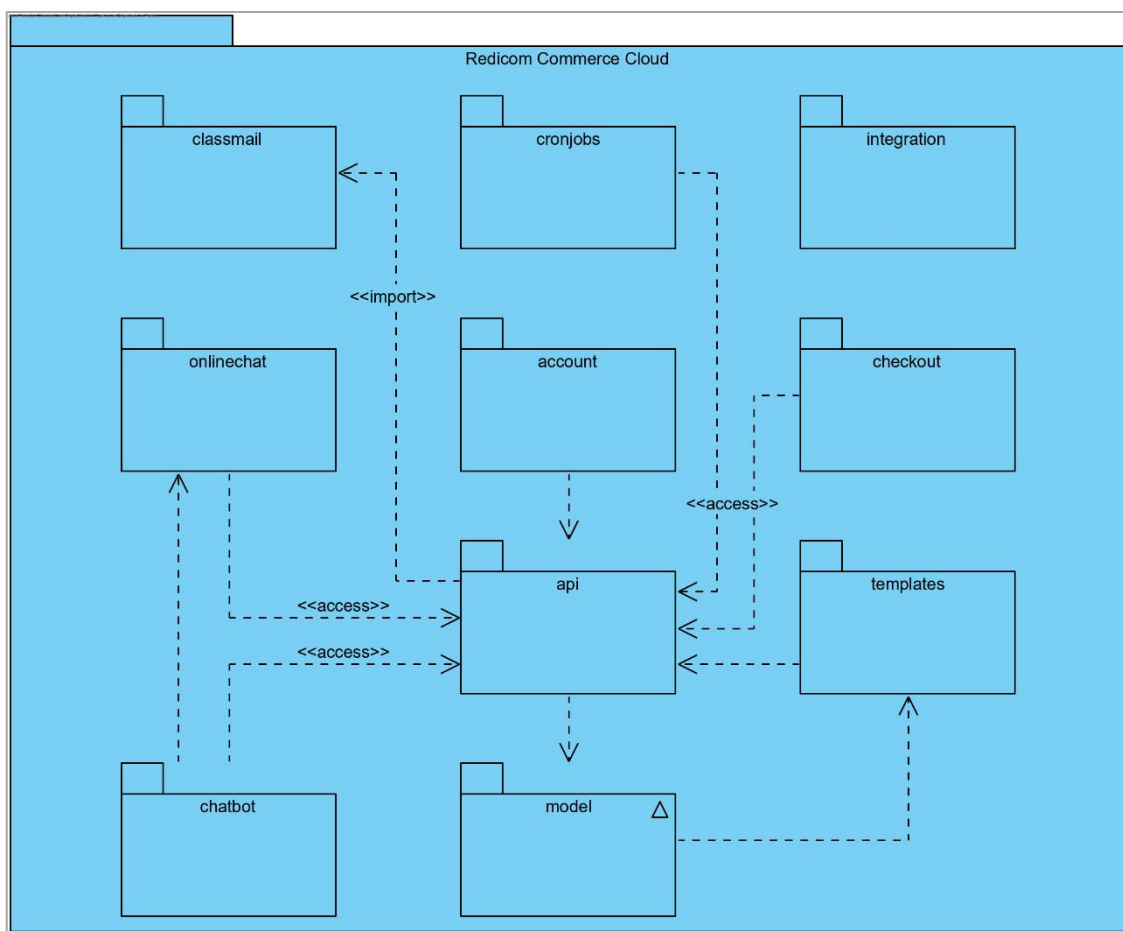 Redicom Commerce Cloud
classmail
cronjobs
integration
<<import>>
onlinechat
account
checkout
<<access>>
api
templates
<<access>>
<<access>>
chatbot
model